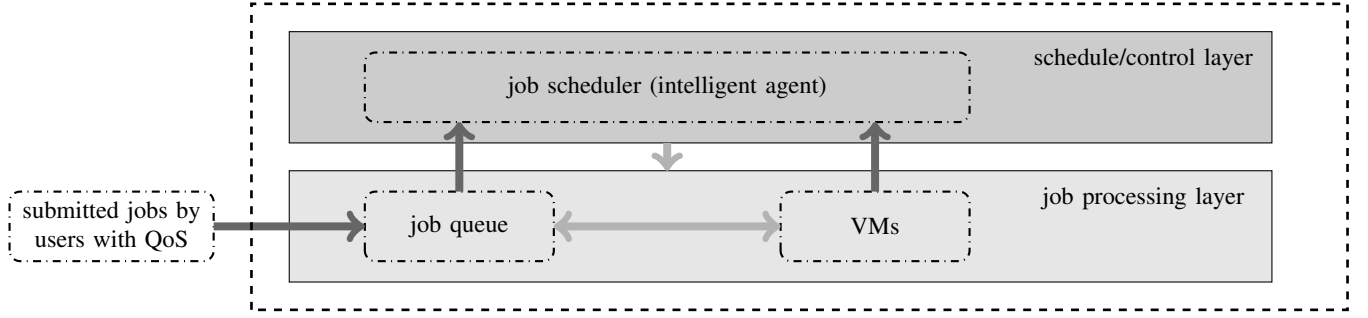 schedule/control layer
job scheduler (intelligent agent)
job processing layer
submitted jobs by
users with QoS
job queue
VMs